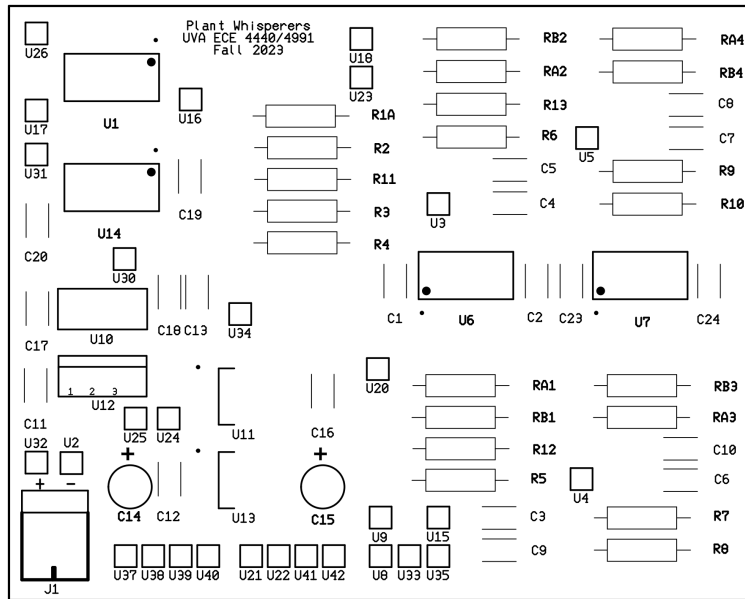 Plant Whisperers
UVA ECE 4440/4991
Fall 2023
U26
U18
RB2
RA4
U23
RA2
RB4
U1
U17
U16
R1A
R13
C8
R2
R6
U5
C7
U31
R11
C5
R9
U14
C19
R3
U3
C4
R10
C20
R4
U30
C17
U10
C18
C13
U34
C1
U6
C2
C23
U7
C24
1 2 3
U12
U20
RA1
RB3
C11
U25
U24
U11
C16
RB1
RA3
U32
U2
R12
C10
+
-
+
+
C14
C12
U13
C15
R5
U4
C6
J1
U9
U15
C3
R7
U37
U38
U39
U40
U21
U22
U41
U42
U8
U33
U35
C9
R8